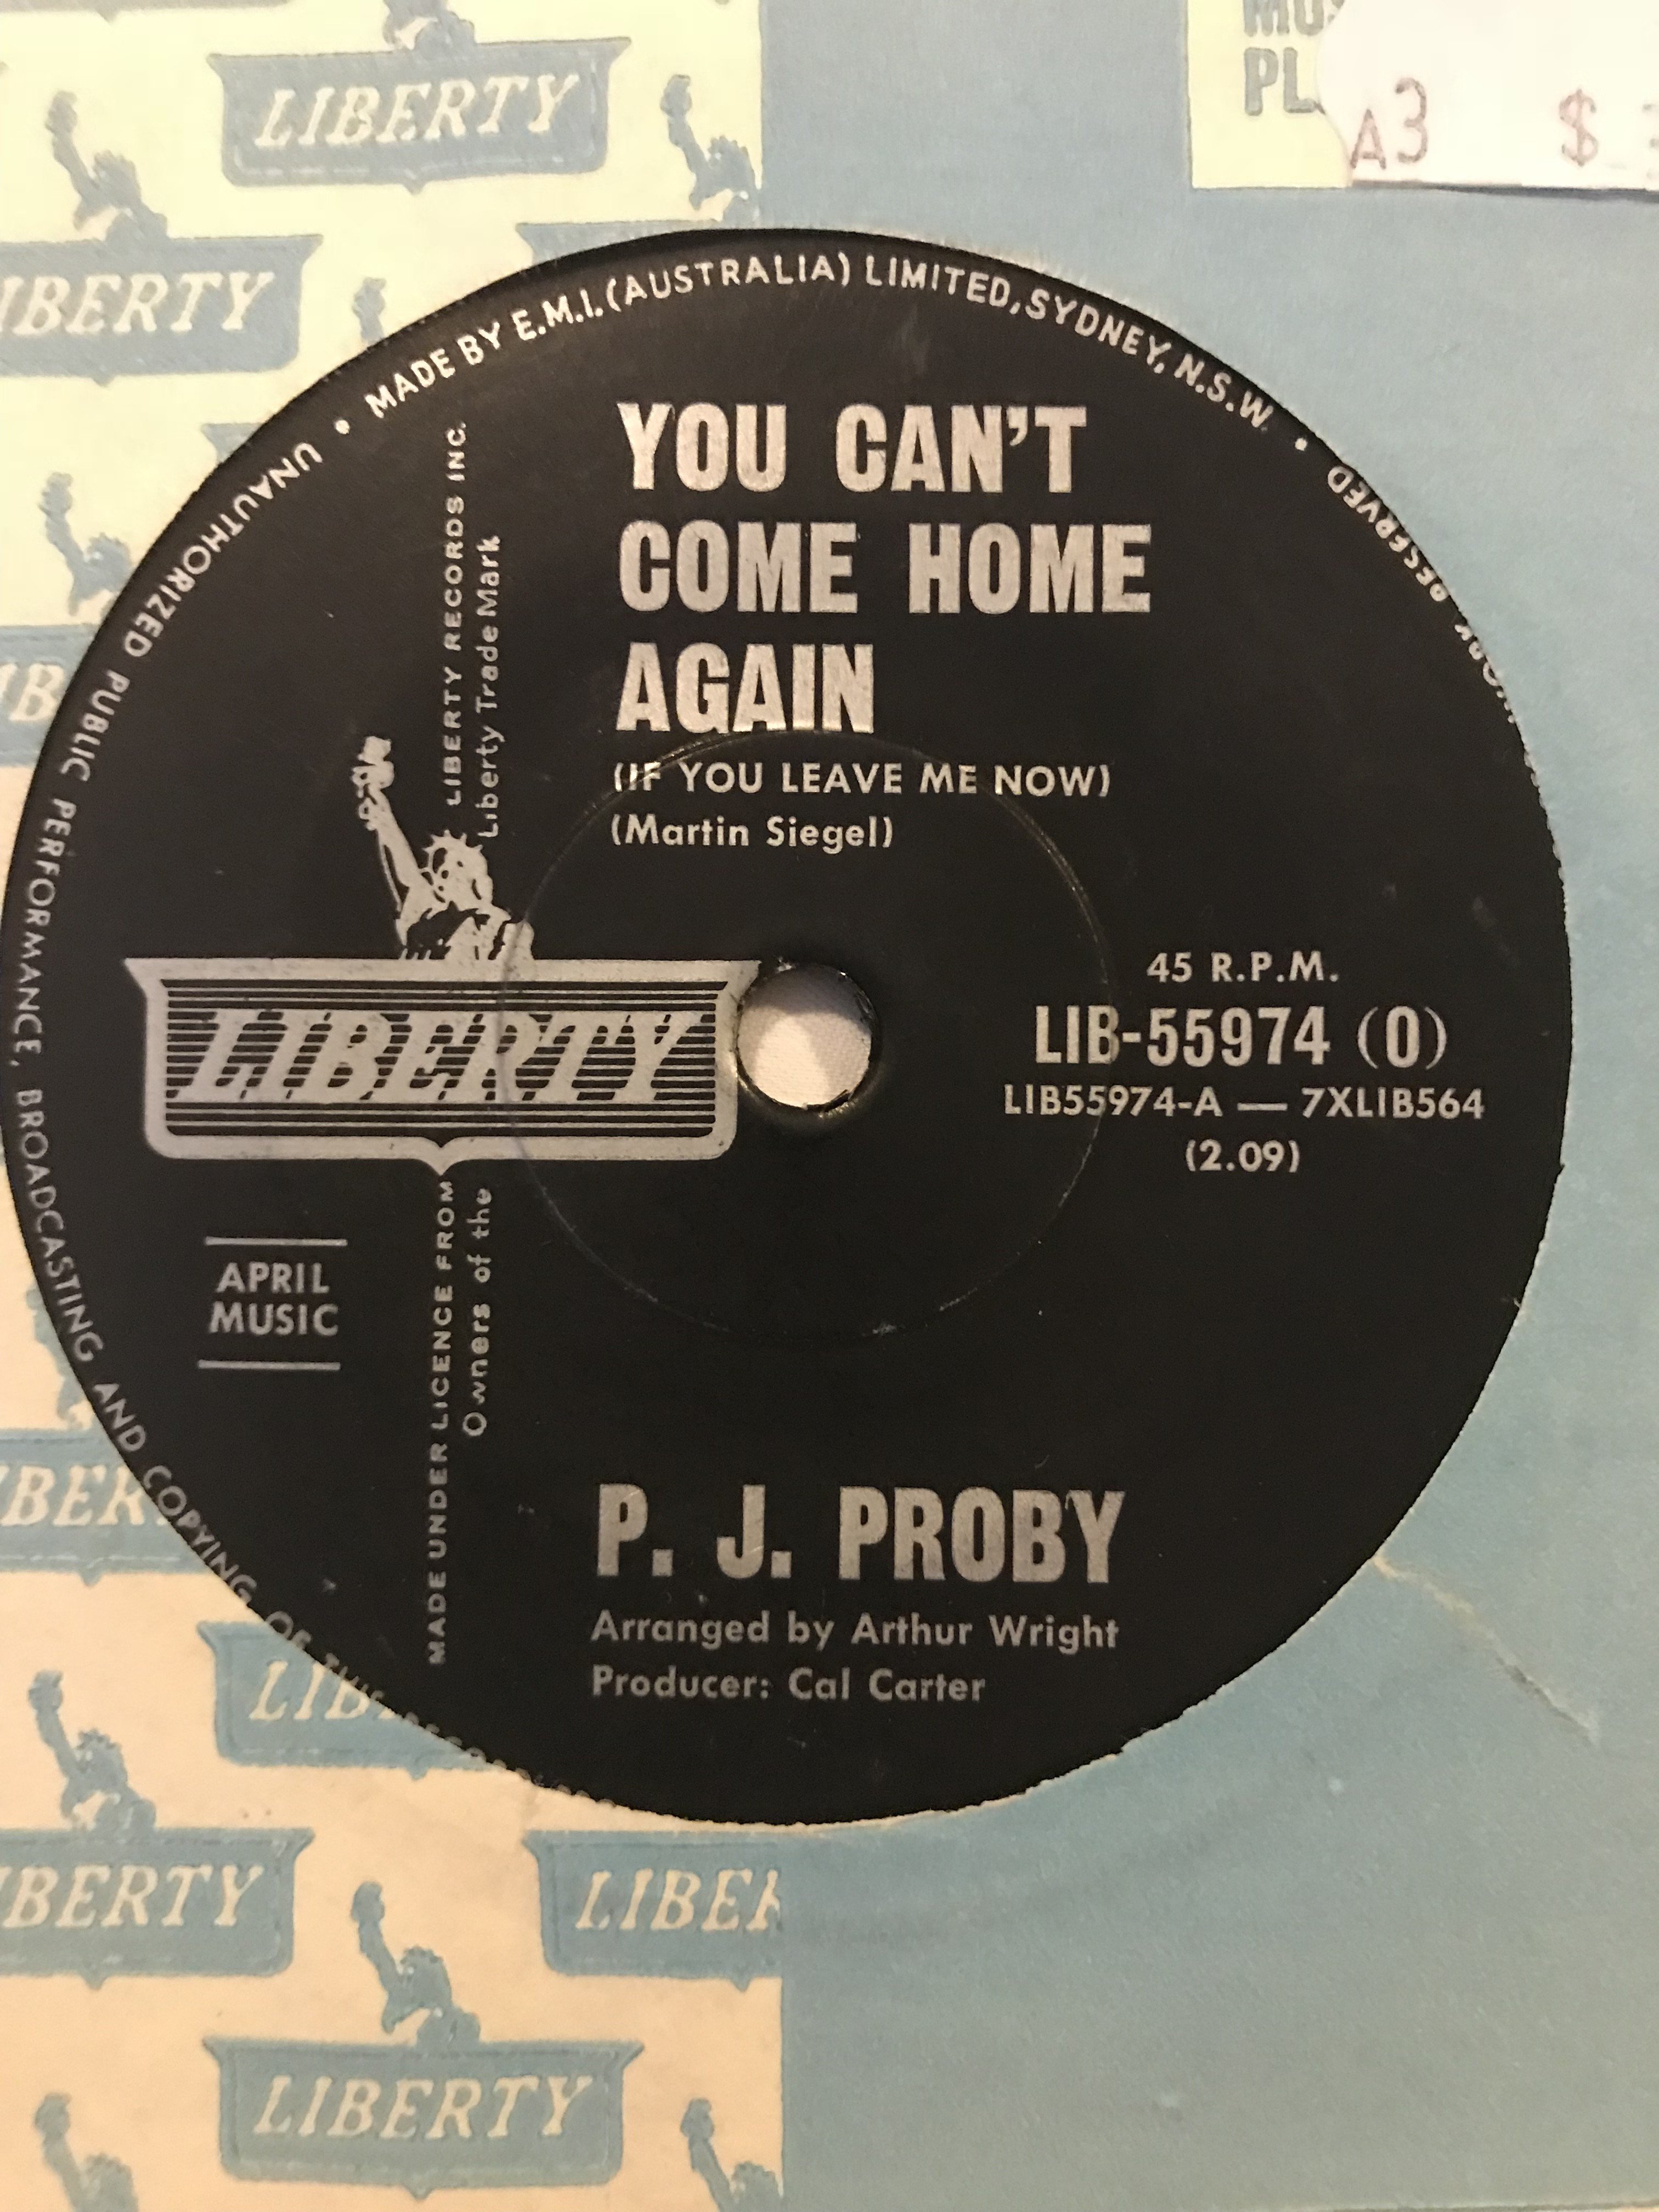 LIBERTY
A3 $
LIBERTY
MADE BY E.M.I. (AUSTRALIA) LIMITED, SYDNEY, N.S.W. •
RESERVED
UNAUTHORIZED PUBLIC PERFORMANCE, BROADCASTING AND COPYING OF THIS
YOU CAN'T
COME HOME
AGAIN
(IF YOU LEAVE ME NOW)
(Martin Siegel)
LIBERTY RECORDS INC.
Liberty Trade Mark
LIBERTY
45 R.P.M.
LIB-55974 (O)
LIB55974-A — 7XLIB564
(2.09)
APRIL
MUSIC
MADE UNDER LICENCE FROM
Owners of the
P. J. PROBY
Arranged by Arthur Wright
Producer: Cal Carter
LIBERTY
LIBERTY